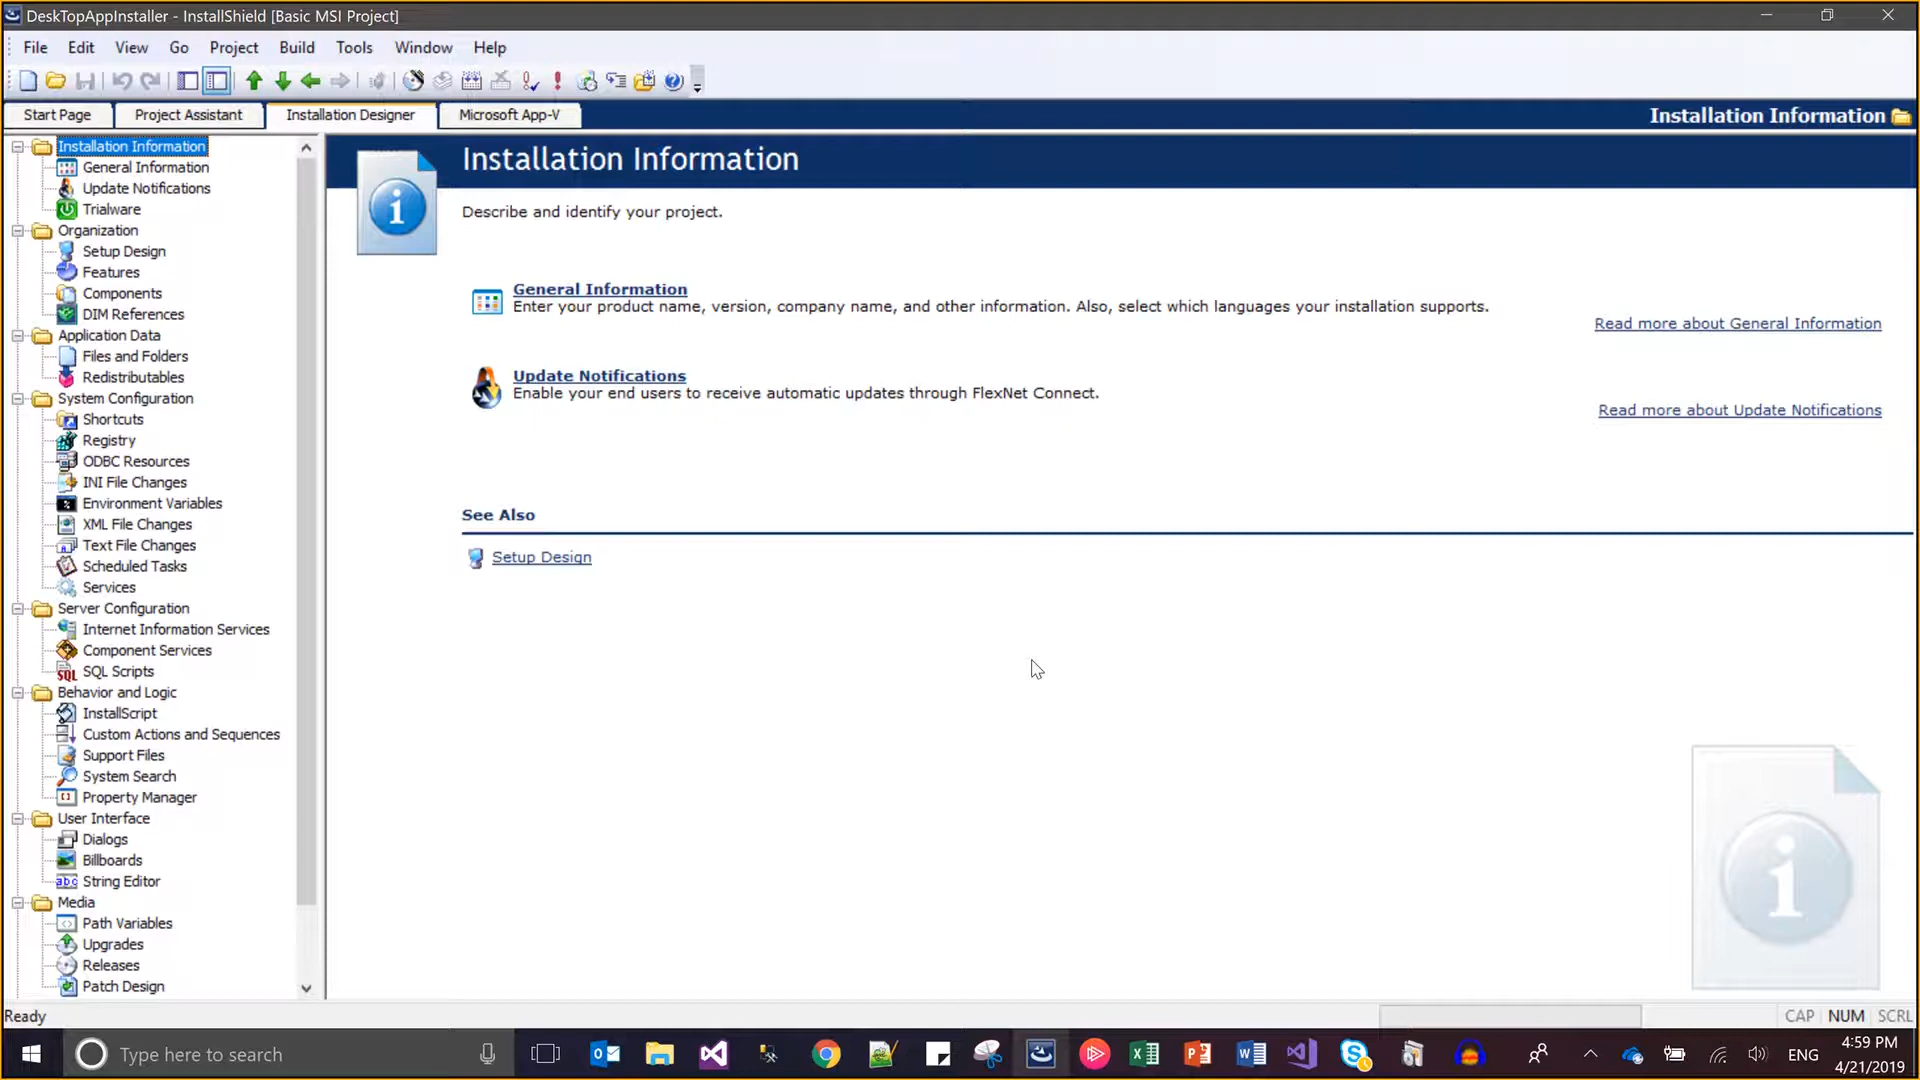 DeskTopAppInstaller - InstallShield [Basic MSI Project]
File Edit View Go Project Build Tools Window Help
Start Page Project Assistant Installation Designer Microsoft App-V Installation Information
Installation Information
General Information
Update Notifications
Trialware
Organization
Setup Design
Features
Components
DIM References
Application Data
Files and Folders
Redistributables
System Configuration
Shortcuts
Registry
ODBC Resources
INI File Changes
Environment Variables
XML File Changes
Text File Changes
Scheduled Tasks
Services
Server Configuration
Internet Information Services
Component Services
SQL SQL Scripts
Behavior and Logic
InstallScript
Custom Actions and Sequences
Support Files
System Search
Property Manager
User Interface
Dialogs
Billboards
abc String Editor
Media
Path Variables
Upgrades
Releases
Patch Design
Installation Information
Describe and identify your project.
General Information
Enter your product name, version, company name, and other information. Also, select which languages your installation supports.
Read more about General Information
Update Notifications
Enable your end users to receive automatic updates through FlexNet Connect.
Read more about Update Notifications
See Also
Setup Design
Ready CAP NUM SCRL
Type here to search ENG 4:59 PM
4/21/2019